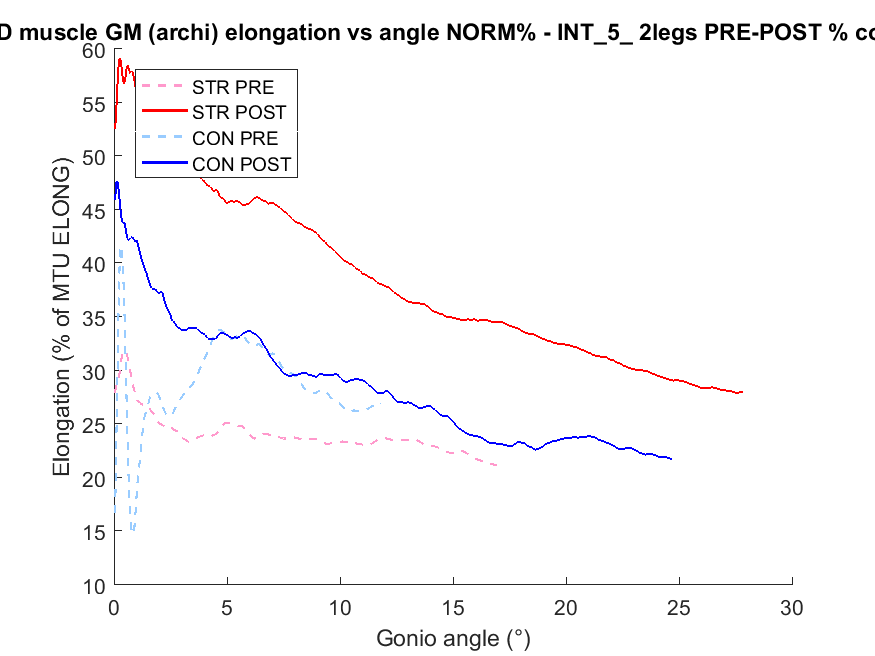 D muscle GM (archi) elongation vs angle NORM% - INT_5_ 2legs PRE-POST % co
STR PRE
STR POST
CON PRE
CON POST
Elongation (% of MTU ELONG)
60
55
50
45
40
35
30
25
20
15
10
0 5 10 15 20 25 30
Gonio angle (°)